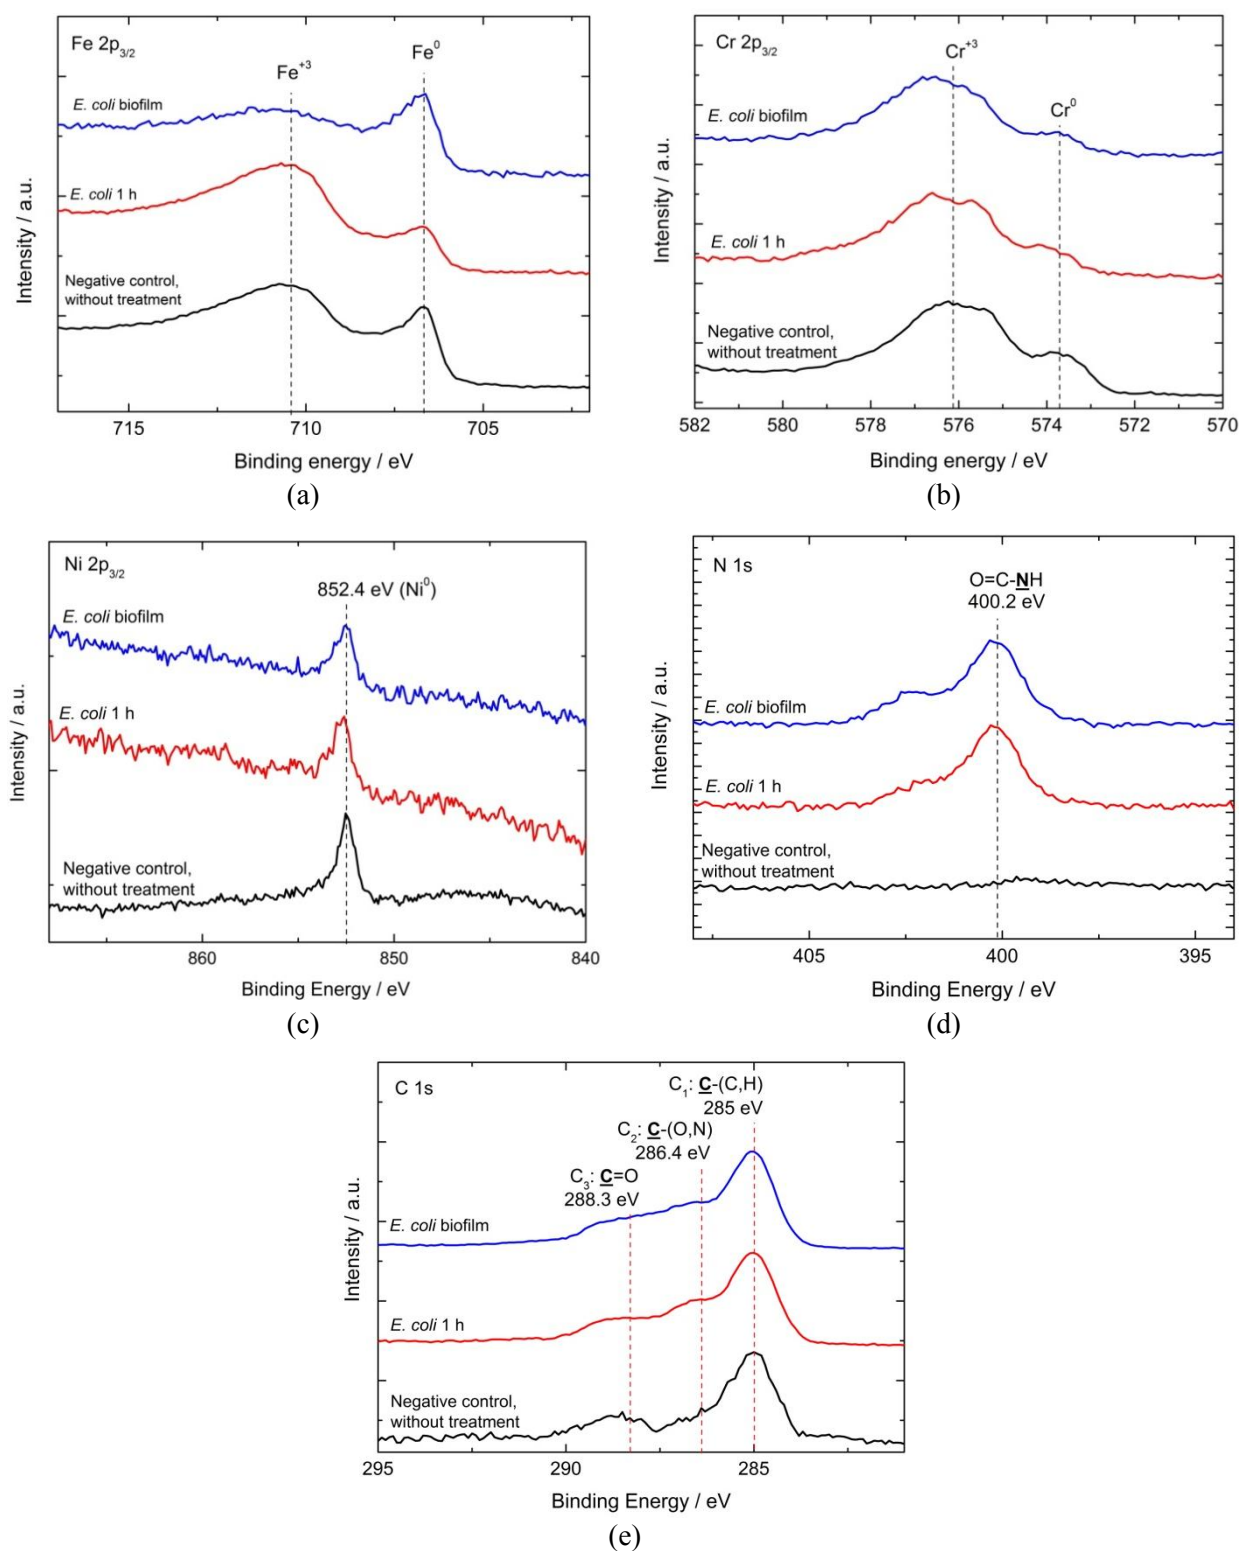 Fe 2p3/2
Fe+3
Fe0
E. coli biofilm
E. coli 1 h
Negative control,
without treatment
Intensity / a.u.
715
710
705
Binding energy / eV
(a)
Cr 2p3/2
Cr+3
Cr0
E. coli biofilm
E. coli 1 h
Negative control,
without treatment
Intensity / a.u.
582
580
578
576
574
572
570
Binding energy / eV
(b)
Ni 2p3/2
852.4 eV (Ni0)
E. coli biofilm
E. coli 1 h
Negative control,
without treatment
Intensity / a.u.
860
850
840
Binding Energy / eV
(c)
N 1s
O=C-NH
400.2 eV
E. coli biofilm
E. coli 1 h
Negative control,
without treatment
Intensity / a.u.
405
400
395
Binding Energy / eV
(d)
C 1s
C1: C-(C,H)
285 eV
C2: C-(O,N)
286.4 eV
C3: C=O
288.3 eV
E. coli biofilm
E. coli 1 h
Negative control,
without treatment
Intensity / a.u.
295
290
285
Binding Energy / eV
(e)